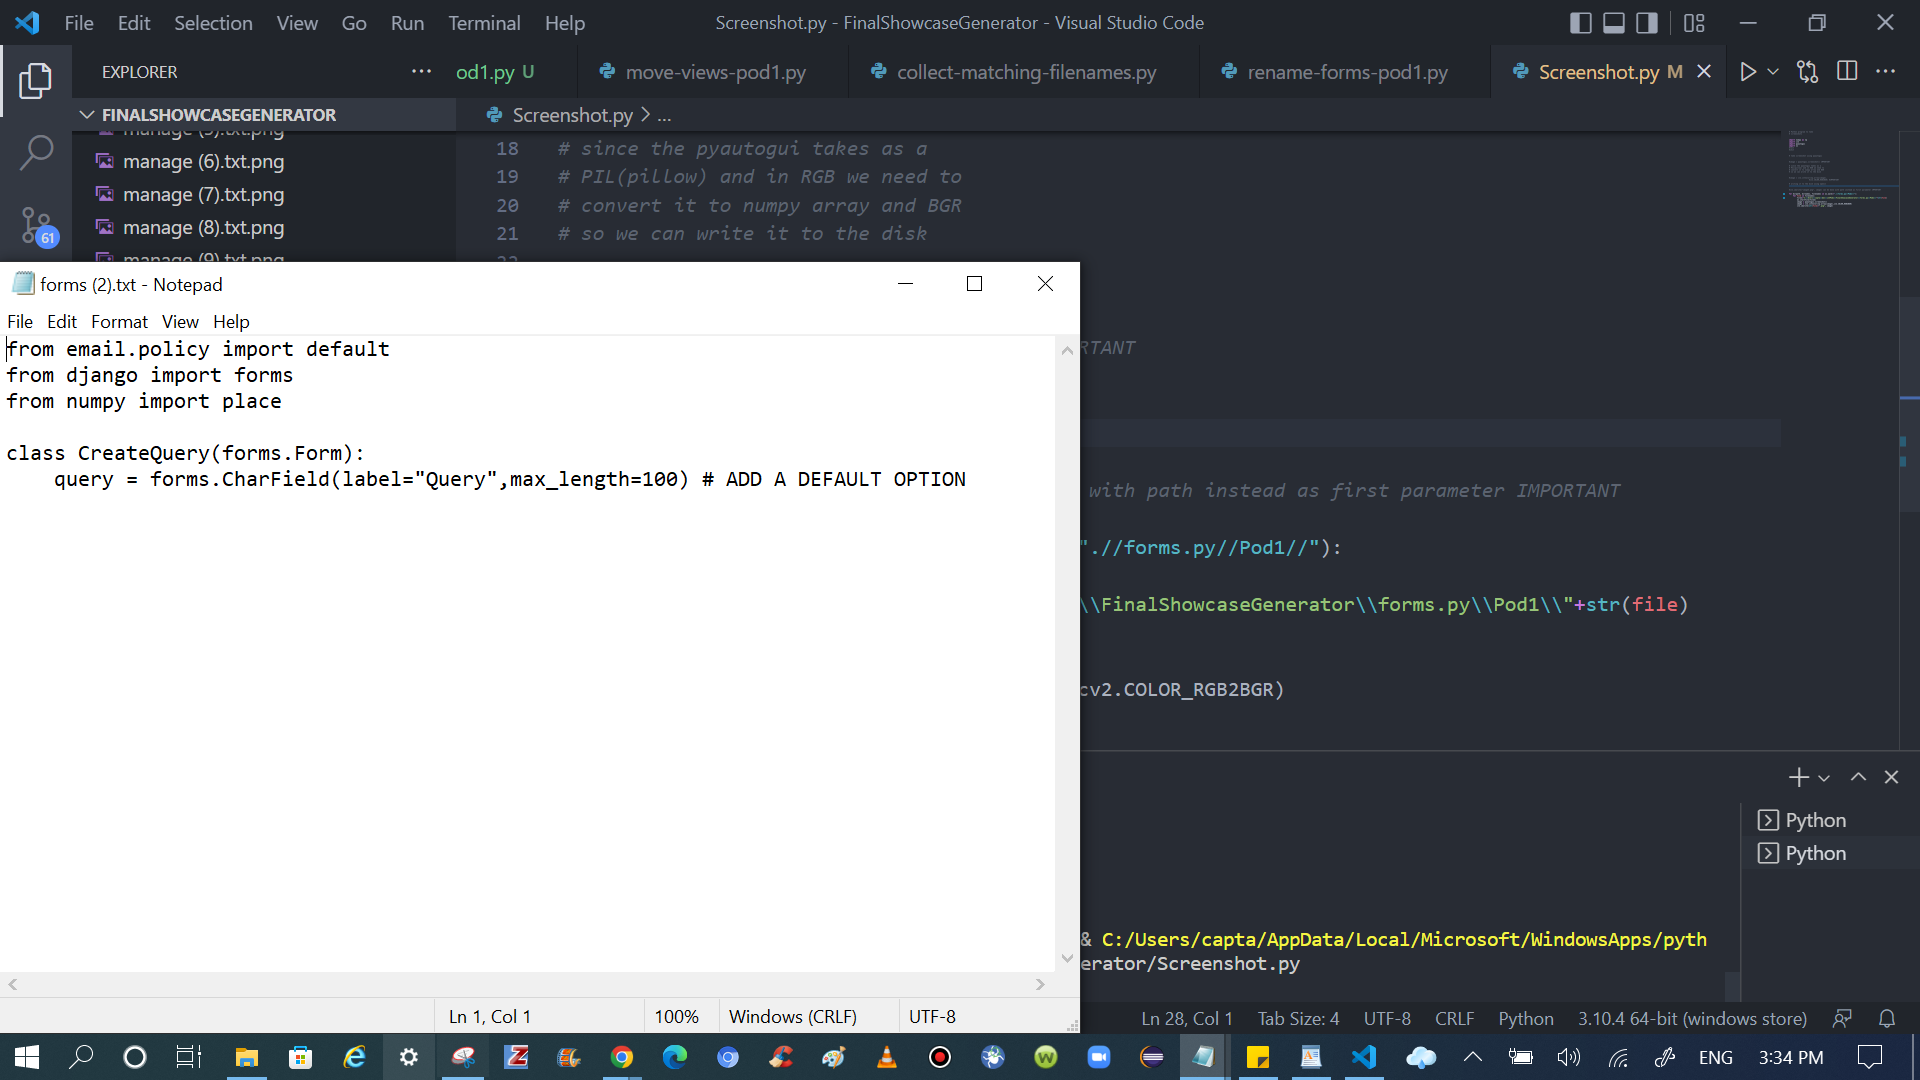 File Edit Selection View Go Run Terminal Help
Screenshot.py - FinalShowcaseGenerator - Visual Studio Code
EXPLORER
od1.py U
move-views-pod1.py
collect-matching-filenames.py
rename-forms-pod1.py
Screenshot.py M
FINALSHOWCASEGENERATOR
Screenshot.py > ...
manage (5).txt.png
manage (6).txt.png
manage (7).txt.png
manage (8).txt.png
manage (9).txt.png
61
18 # since the pyautogui takes as a
19 # PIL(pillow) and in RGB we need to
20 # convert it to numpy array and BGR
21 # so we can write it to the disk
22
RTANT
with path instead as first parameter IMPORTANT
".//forms.py//Pod1//"):
\\FinalShowcaseGenerator\\forms.py\\Pod1\\"+str(file)
cv2.COLOR_RGB2BGR)
forms (2).txt - Notepad
File Edit Format View Help
from email.policy import default
from django import forms
from numpy import place
class CreateQuery(forms.Form):
query = forms.CharField(label="Query",max_length=100) # ADD A DEFAULT OPTION
Ln 1, Col 1
100%
Windows (CRLF)
UTF-8
Python
Python
& C:/Users/capta/AppData/Local/Microsoft/WindowsApps/pyth
erator/Screenshot.py
Ln 28, Col 1
Tab Size: 4
UTF-8
CRLF
Python
3.10.4 64-bit (windows store)
ENG
3:34 PM